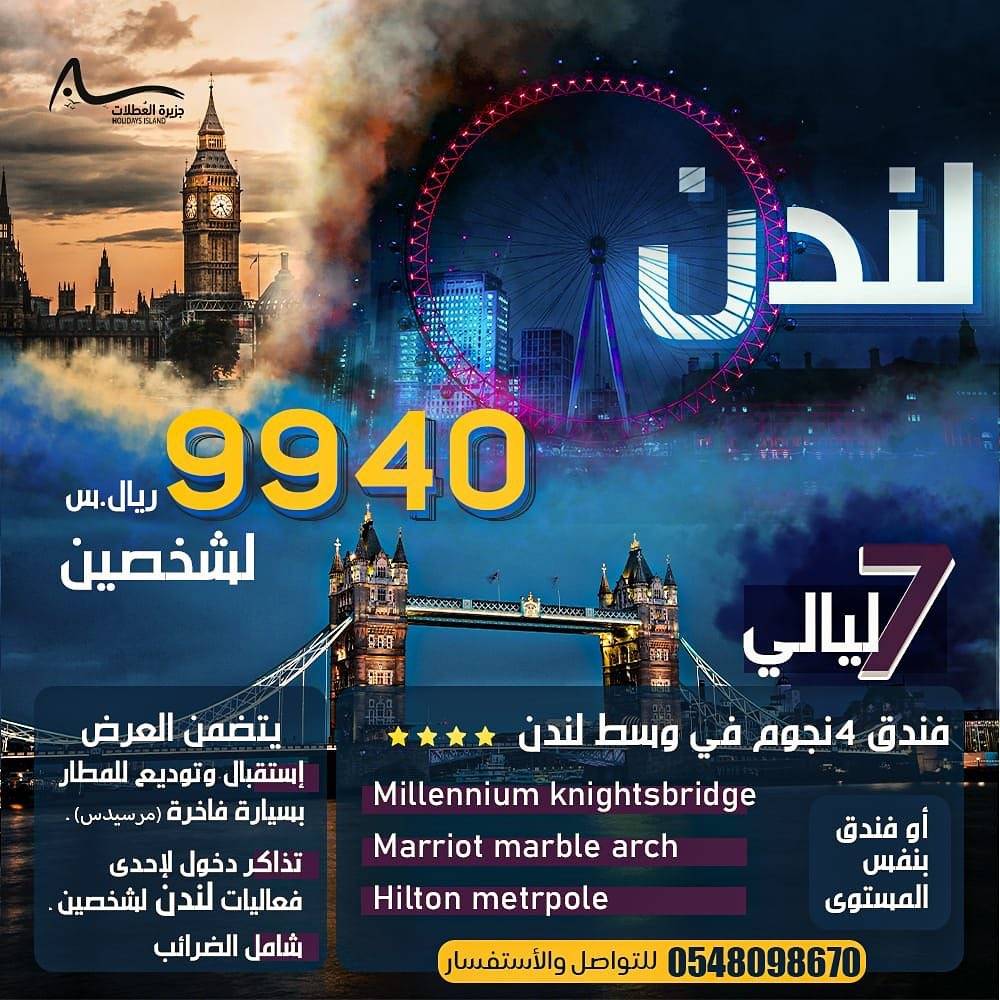 جزيرة العُطلات
HOLIDAYS ISLAND
لندن
9940 ريال.س
لشخصين
7 ليالي
فندق 4نجوم في وسط لندن
Millennium knightsbridge
Marriot marble arch
Hilton metrpole
أو فندق
بنفس
المستوى
يتضمن العرض
إستقبال وتوديع للمطار
بسيارة فاخرة (مرسيدس) .
تذاكر دخول لإحدى
فعاليات لندن لشخصين .
شامل الضرائب
0548098670 للتواصل والأستفسار